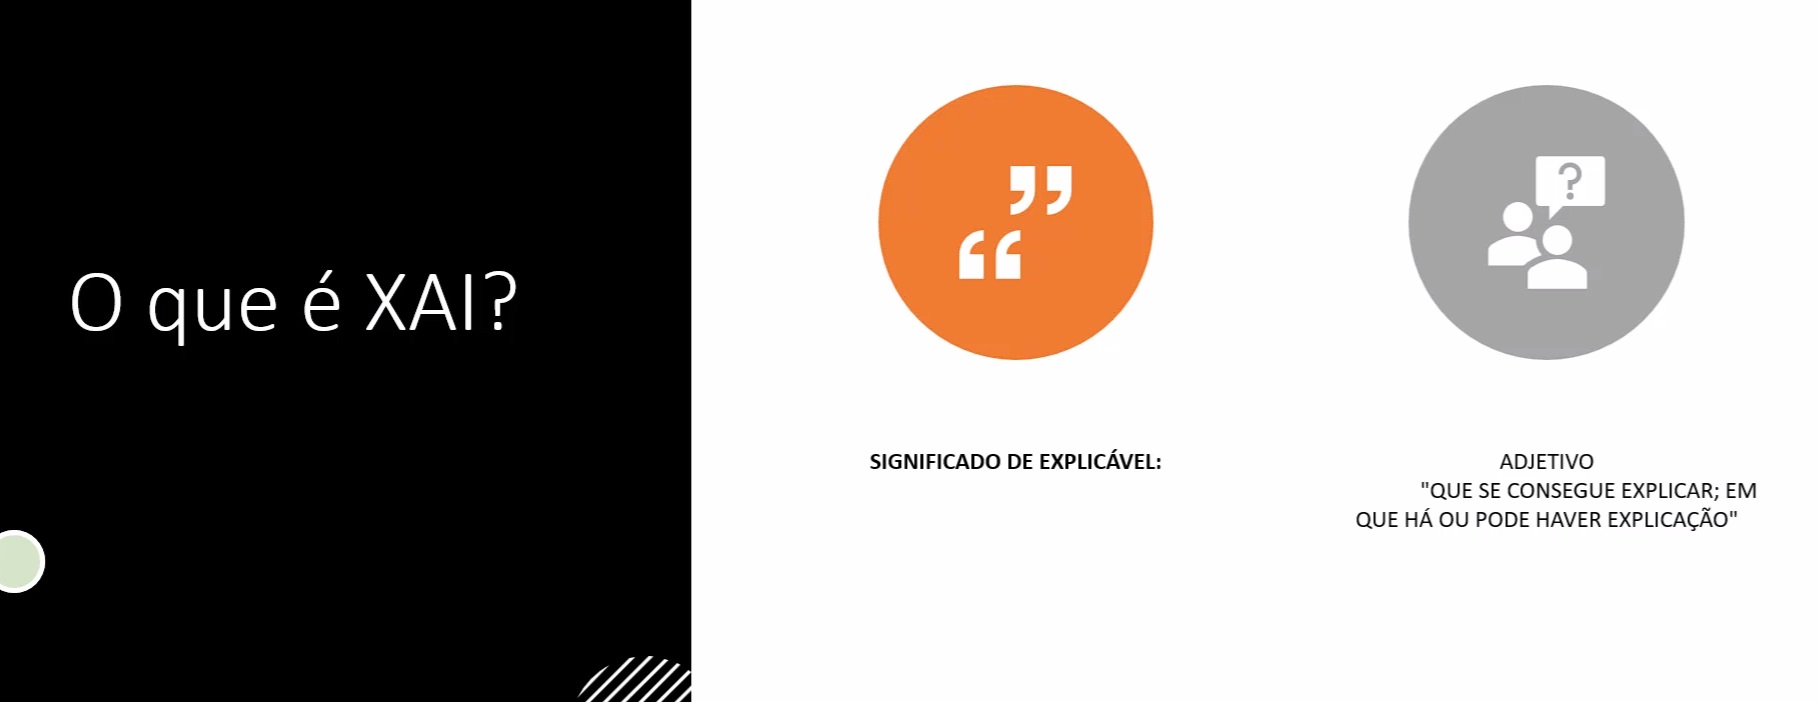 O que é XAI?
SIGNIFICADO DE EXPLICÁVEL:
ADJETIVO
"QUE SE CONSEGUE EXPLICAR; EM
QUE HÁ OU PODE HAVER EXPLICAÇÃO"